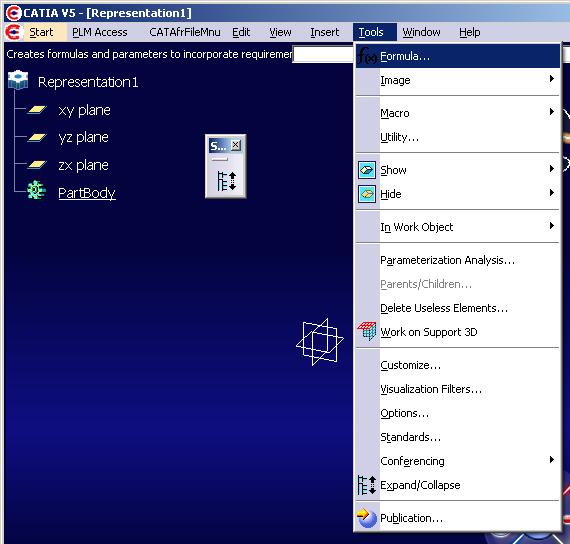 CATIA V5 - [Representation1]
Start PLM Access CATAfrFileMnu Edit View Insert Tools Window Help
Creates formulas and parameters to incorporate requiremen
f(x) Formula...
Image
Macro
Utility...
Show
Hide
In Work Object
Parameterization Analysis...
Parents/Children...
Delete Useless Elements...
Work on Support 3D
Customize...
Visualization Filters...
Options...
Standards...
Conferencing
Expand/Collapse
Publication...
Representation1
xy plane
yz plane
zx plane
PartBody
S...